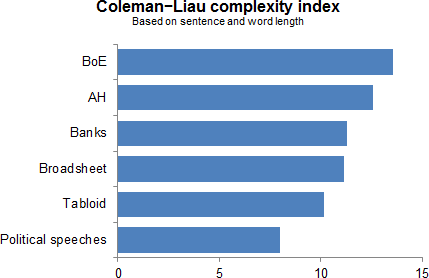 Coleman−Liau complexity index
Based on sentence and word length
BoE
AH
Banks
Broadsheet
Tabloid
Political speeches
0 5 10 15